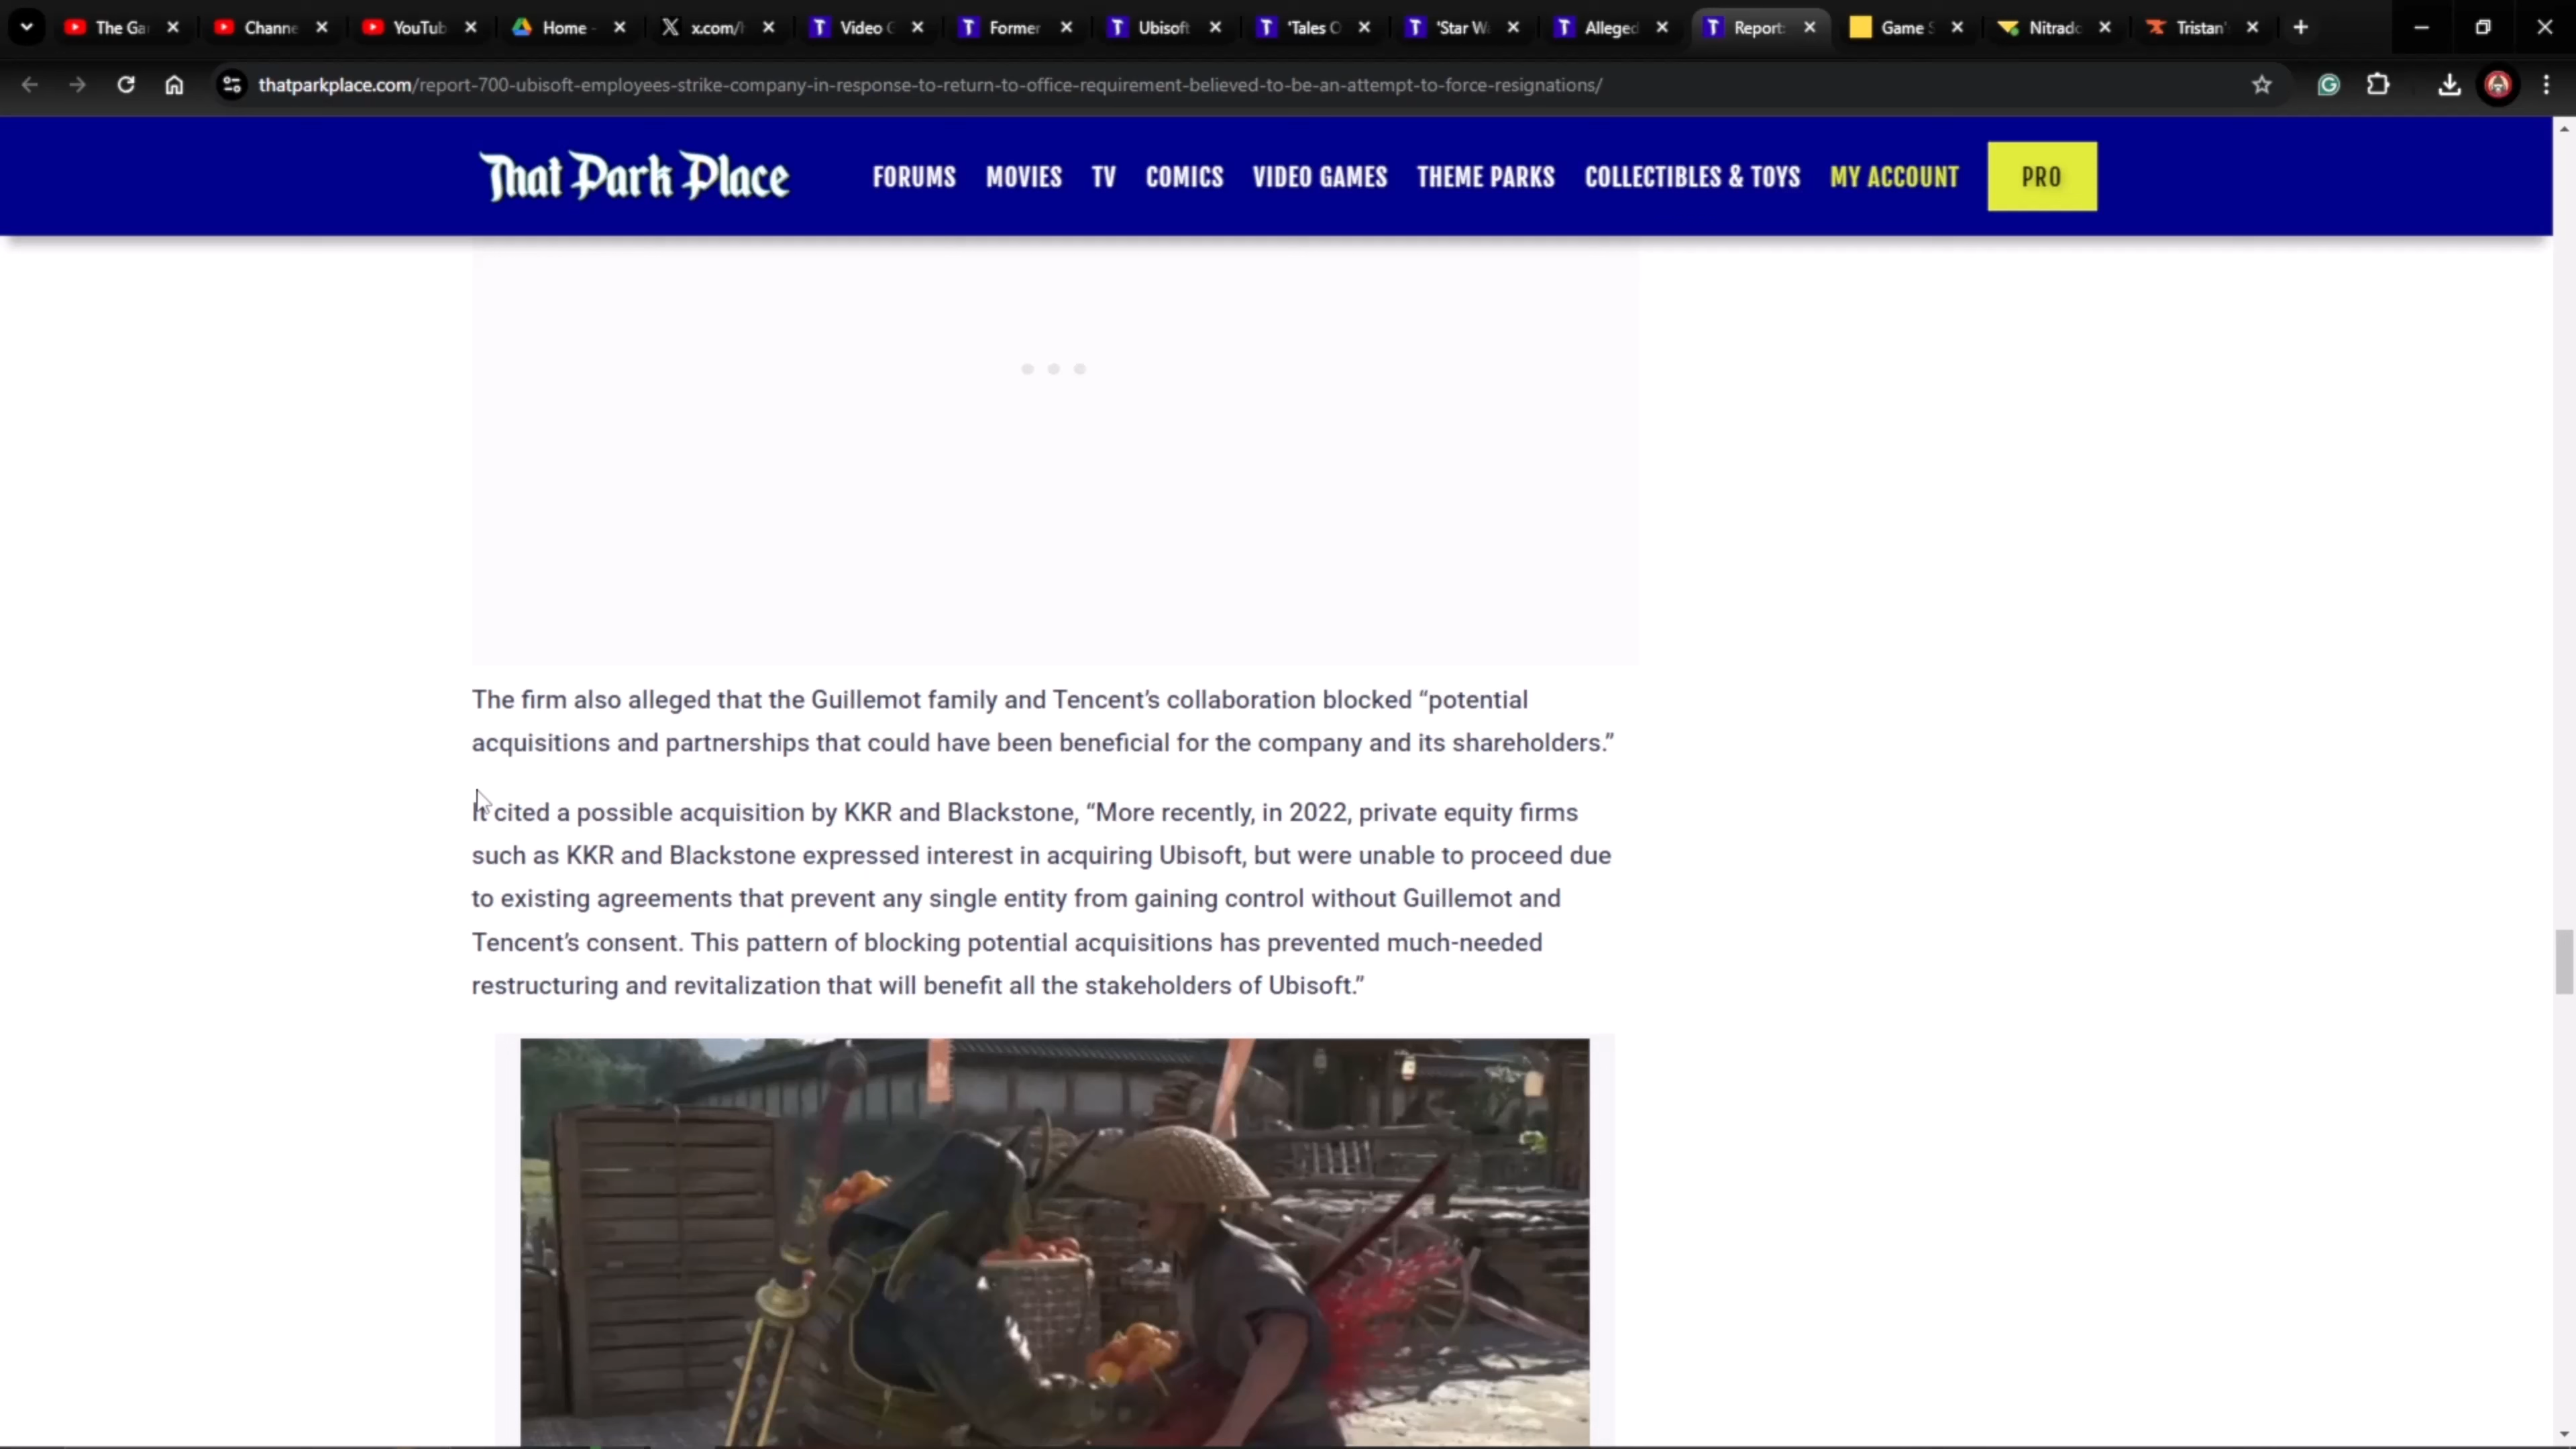 The Ga
Channe
YouTub
Home -
x.com/
Video G
Former
Ubisoft
'Tales O
'Star W
Alleged
Report:
Game S
Nitrado
Tristan'
thatparkplace.com/report-700-ubisoft-employees-strike-company-in-response-to-return-to-office-requirement-believed-to-be-an-attempt-to-force-resignations/
That Park Place
FORUMS MOVIES TV COMICS VIDEO GAMES THEME PARKS COLLECTIBLES & TOYS MY ACCOUNT PRO
The firm also alleged that the Guillemot family and Tencent’s collaboration blocked “potential
acquisitions and partnerships that could have been beneficial for the company and its shareholders.”
It cited a possible acquisition by KKR and Blackstone, “More recently, in 2022, private equity firms
such as KKR and Blackstone expressed interest in acquiring Ubisoft, but were unable to proceed due
to existing agreements that prevent any single entity from gaining control without Guillemot and
Tencent’s consent. This pattern of blocking potential acquisitions has prevented much-needed
restructuring and revitalization that will benefit all the stakeholders of Ubisoft.”